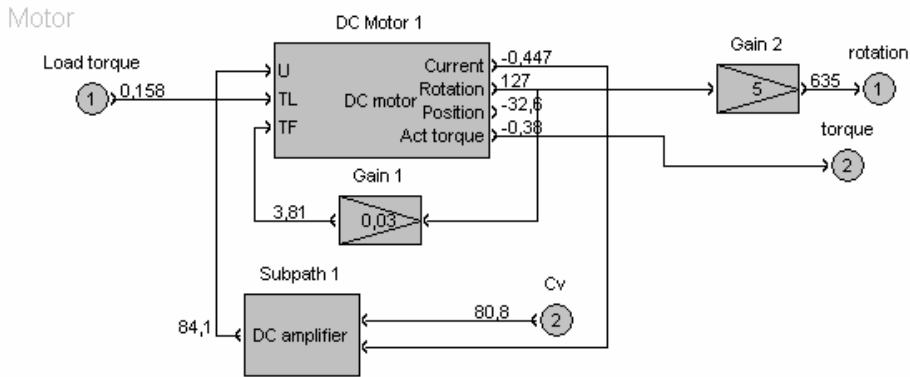 Motor
DC Motor 1
Load torque
1
0,158
U
TL
TF
DC motor
Current
Rotation
Position
Act torque
-0,447
127
-32,6
-0,38
Gain 2
5
635
rotation
1
torque
2
Gain 1
3,81
0,03
Subpath 1
84,1
DC amplifier
80,8
Cv
2